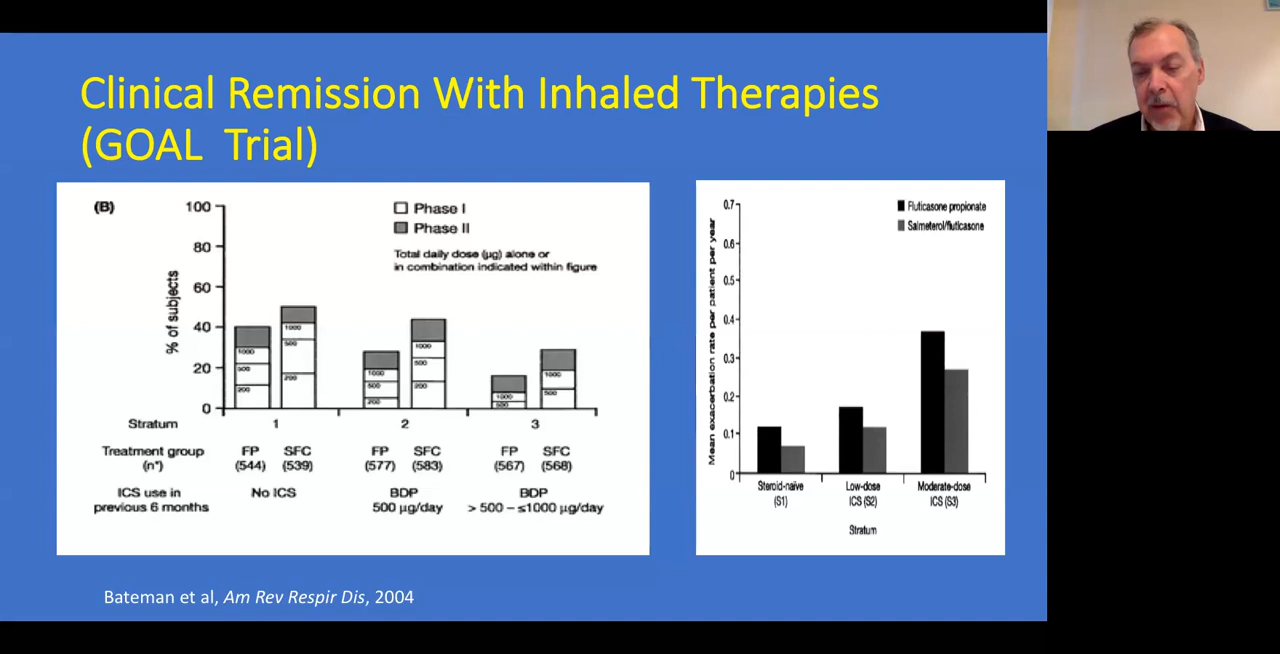 Clinical Remission With Inhaled Therapies
(GOAL Trial)
(B)
100
80
60
40
20
0
% of subjects
Phase I
Phase II
Total daily dose (µg) alone or
in combination indicated within figure
1000
500
200
1000
500
200
1000
500
200
1000
500
200
1000
500
1000
500
Stratum 1 2 3
Treatment group FP SFC FP SFC FP SFC
(n*) (544) (539) (577) (583) (567) (568)
ICS use in No ICS BDP BDP
previous 6 months 500 µg/day > 500 – ≤1000 µg/day
Mean exacerbation rate per patient per year
0.7
0.6
0.5
0.4
0.3
0.2
0.1
0
Fluticasone propionate
Salmeterol/fluticasone
Steroid-naïve Low-dose Moderate-dose
(S1) ICS (S2) ICS (S3)
Stratum
Bateman et al, Am Rev Respir Dis, 2004